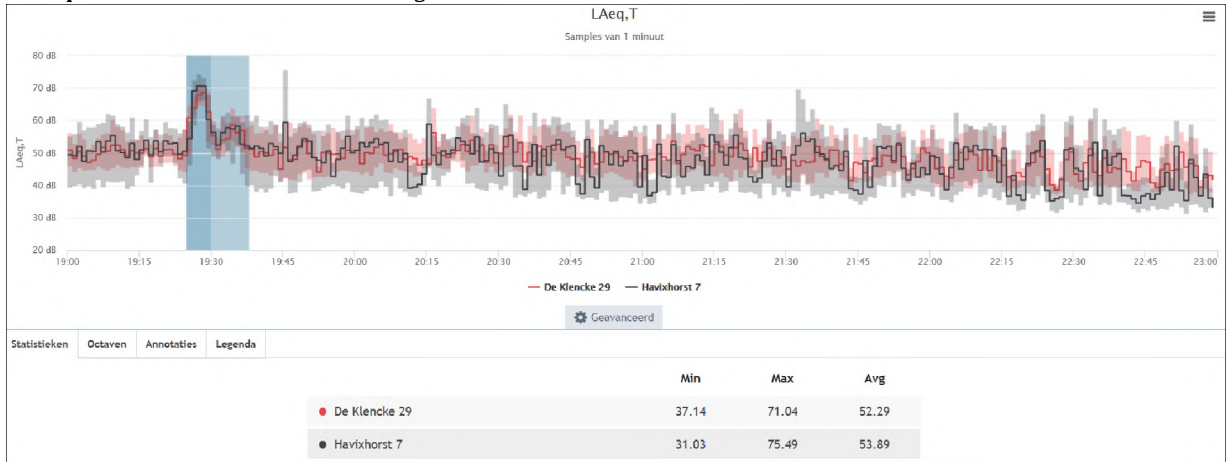 LAeq,T
Samples van 1 minuut
80 dB
70 dB
60 dB
50 dB
40 dB
30 dB
20 dB
LAeq,T
19:00 19:15 19:30 19:45 20:00 20:15 20:30 20:45 21:00 21:15 21:30 21:45 22:00 22:15 22:30 22:45 23:00
De Klencke 29 Havixhorst 7
Geavanceerd
Statistieken Octaven Annotaties Legenda
Min Max Avg
De Klencke 29 37.14 71.04 52.29
Havixhorst 7 31.03 75.49 53.89